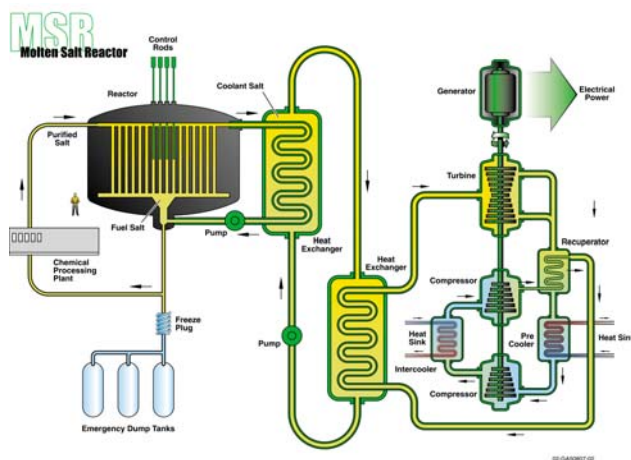 MSR
Molten Salt Reactor
Control
Rods
Reactor
Coolant Salt
Purified
Salt
Fuel Salt
Pump
Chemical
Processing
Plant
Freeze
Plug
Emergency Dump Tanks
Heat
Exchanger
Pump
Heat
Exchanger
Generator
Electrical
Power
Turbine
Recuperator
Compressor
Heat
Sink
Intercooler
Pre
Cooler
Heat Sink
Compressor